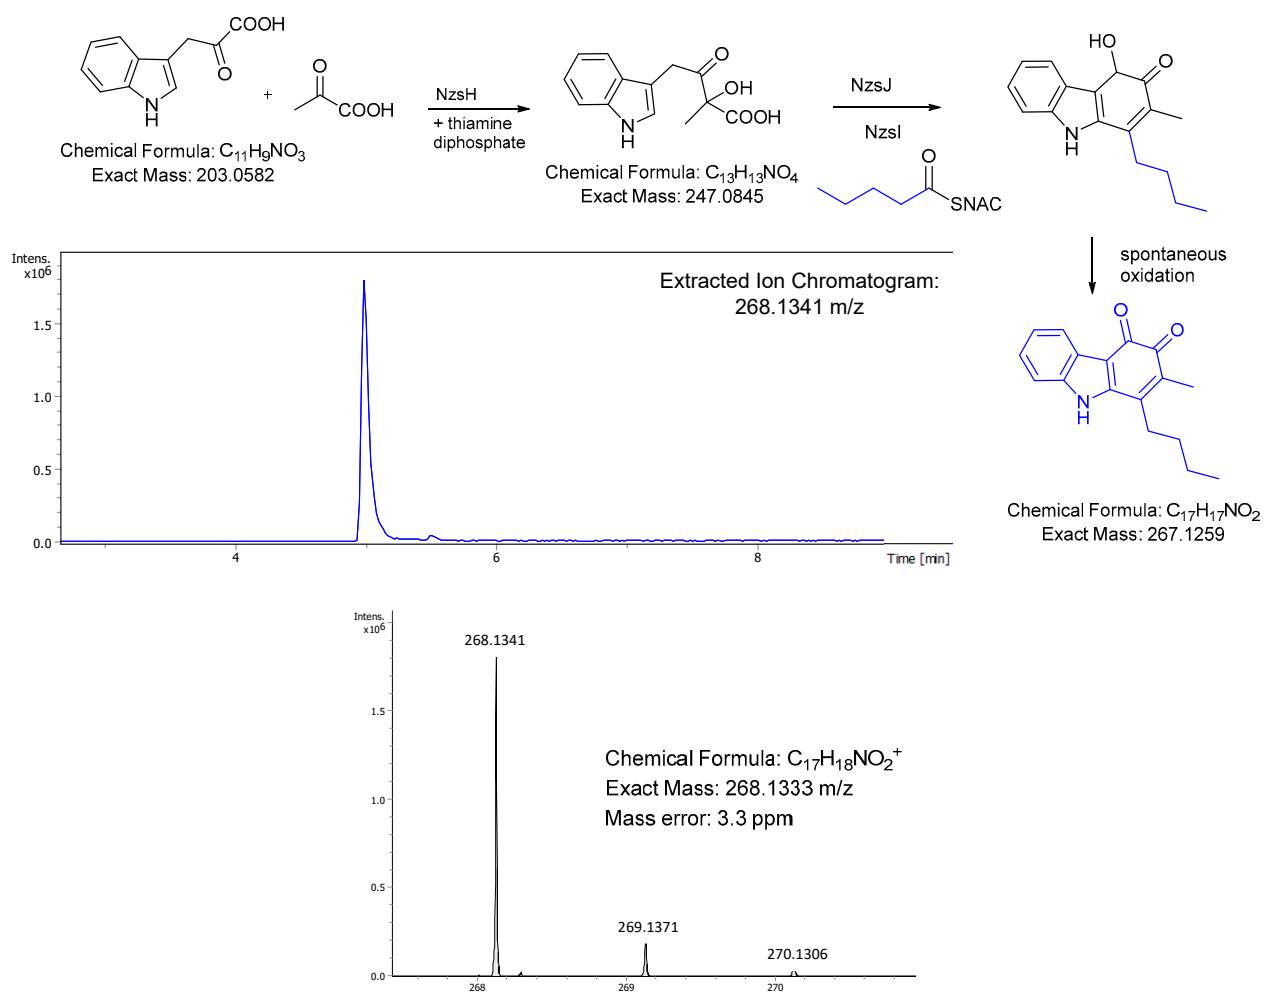 COOH
O
N
H
Chemical Formula: C11H9NO3
Exact Mass: 203.0582
+
O
COOH
NzsH
+ thiamine
diphosphate
O
OH
COOH
N
H
Chemical Formula: C13H13NO4
Exact Mass: 247.0845
NzsJ
NzsI
O
SNAC
HO
O
N
H
spontaneous
oxidation
O
O
N
H
Chemical Formula: C17H17NO2
Exact Mass: 267.1259
Intens.
x10^6
Extracted Ion Chromatogram:
268.1341 m/z
1.5
1.0
0.5
0.0
4
6
8
Time [min]
Intens.
x10^6
268.1341
1.5
Chemical Formula: C17H18NO2+
Exact Mass: 268.1333 m/z
Mass error: 3.3 ppm
1.0
0.5
269.1371
270.1306
0.0
268
269
270